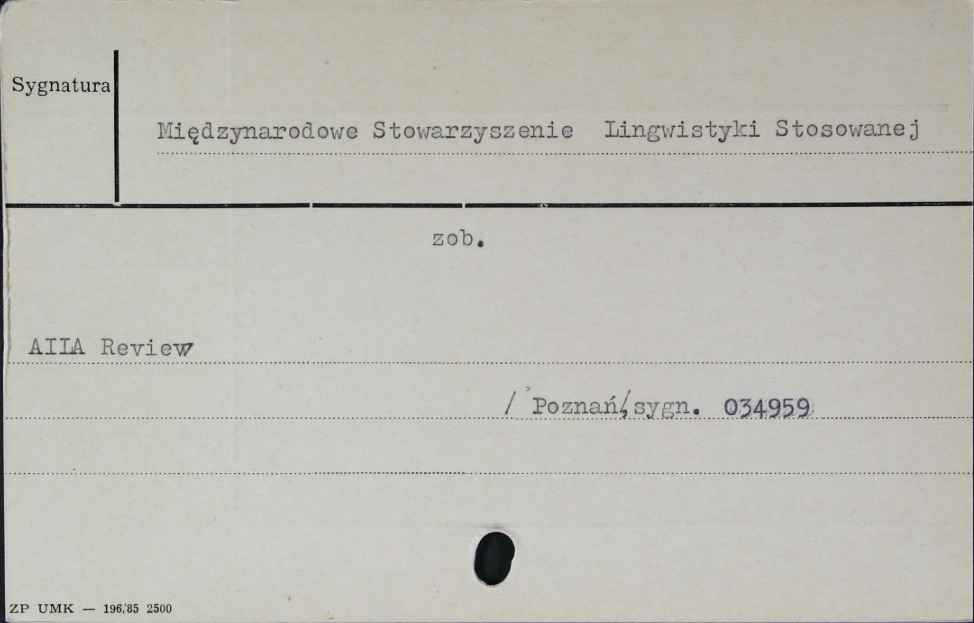 Sygnatura
Międzynarodowe Stowarzyszenie Lingwistyki Stosowanej
zob.
AILA Review
/ Poznań/, sygn. 034959
ZP UMK — 196/85 2500